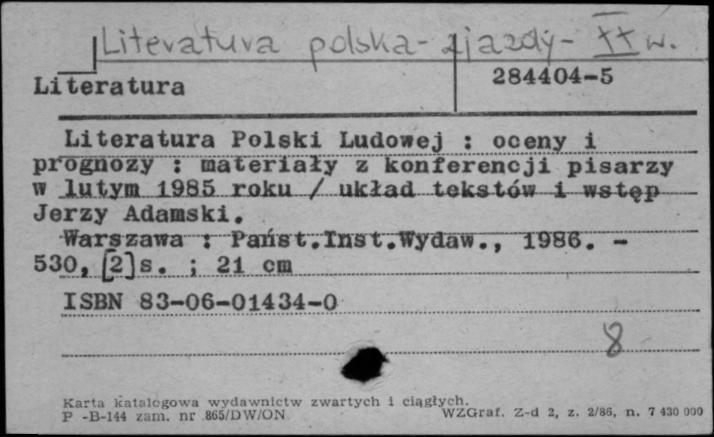 Literatura polska - zjazdy - XX w.
Literatura 284404-5
Literatura Polski Ludowej : oceny i
prognozy : materiały z konferencji pisarzy
w lutym 1985 roku / układ tekstów i wstęp
Jerzy Adamski.
Warszawa : Państ.Inst.Wydaw., 1986. -
530, [2]s. ; 21 cm
ISBN 83-06-01434-0
8
Karta katalogowa wydawnictw zwartych i ciągłych.
P -B-144 zam. nr 865/DW/ON WZGraf. Z-d 2, z. 2/86, n. 7 430 000